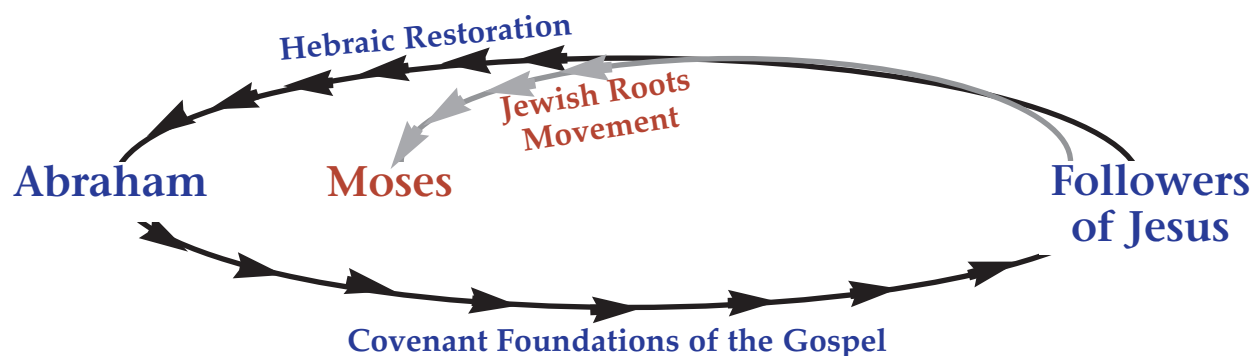 Hebraic Restoration
Jewish Roots
Movement
Abraham
Moses
Followers
of Jesus
Covenant Foundations of the Gospel